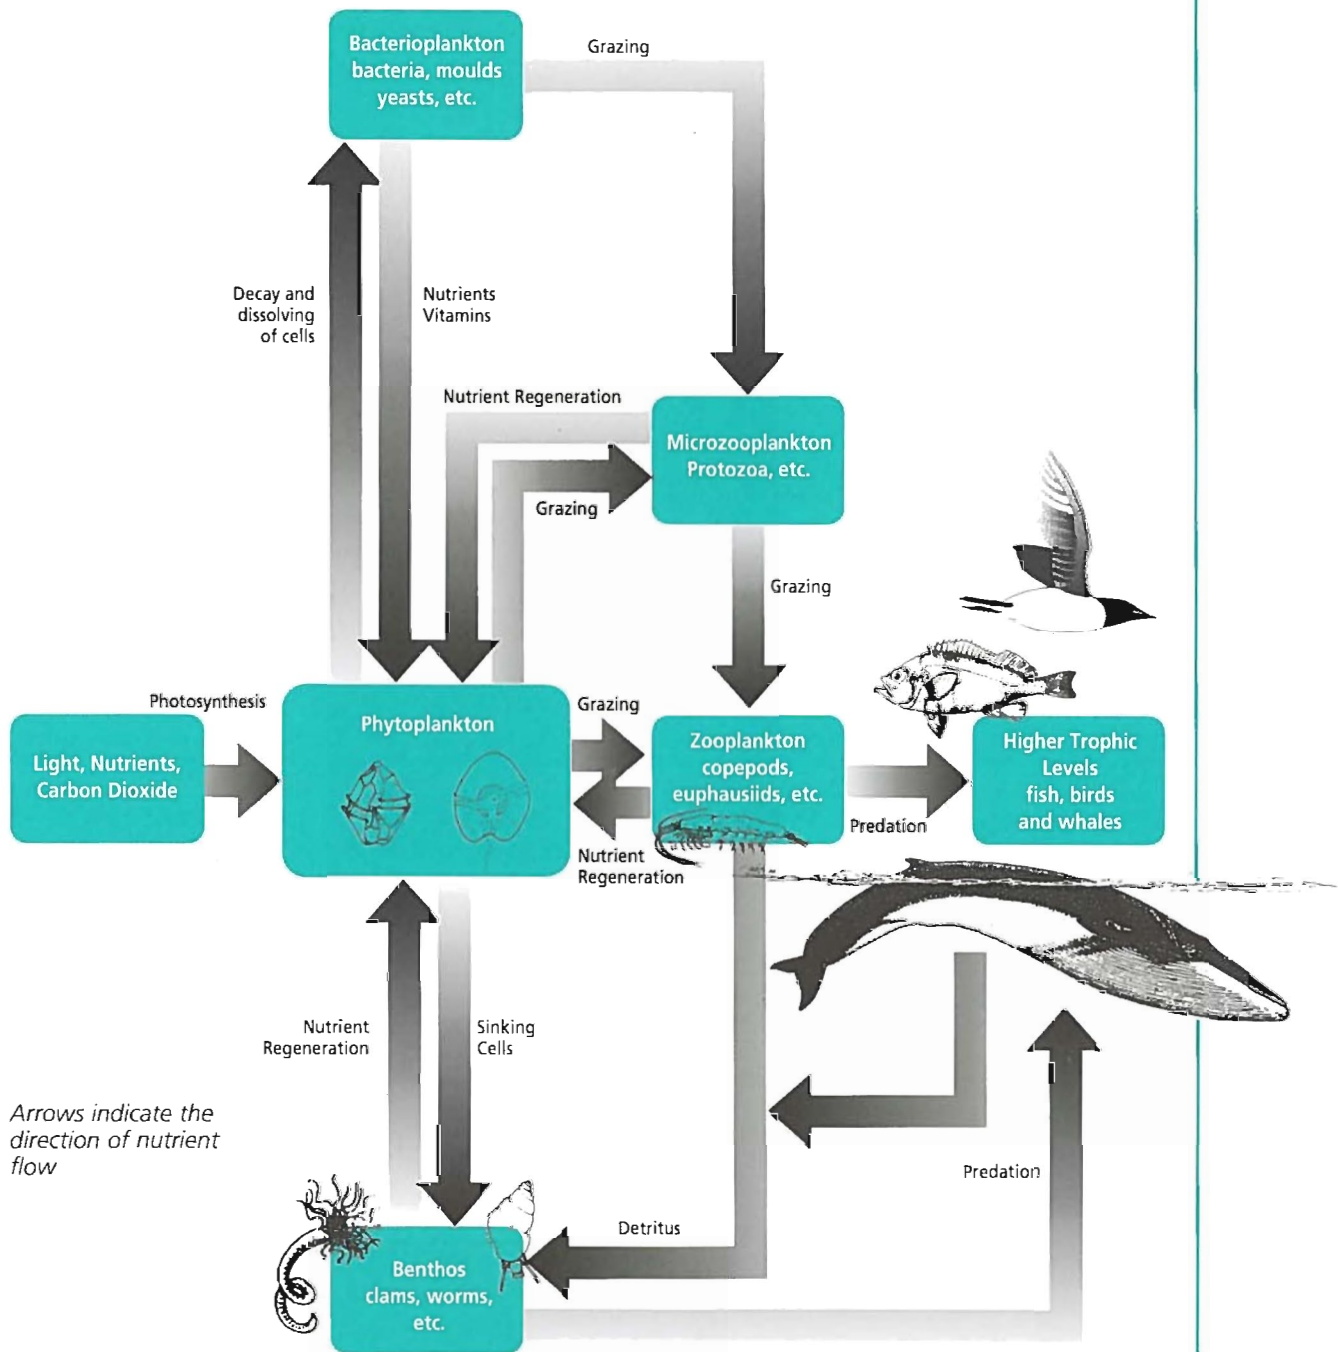 Bacterioplankton
bacteria, moulds
yeasts, etc.
Grazing
Decay and
dissolving
of cells
Nutrients
Vitamins
Nutrient Regeneration
Microzooplankton
Protozoa, etc.
Grazing
Grazing
Photosynthesis
Light, Nutrients,
Carbon Dioxide
Phytoplankton
Grazing
Nutrient
Regeneration
Zooplankton
copepods,
euphausiids, etc.
Predation
Higher Trophic
Levels
fish, birds
and whales
Nutrient
Regeneration
Sinking
Cells
Arrows indicate the
direction of nutrient
flow
Predation
Detritus
Benthos
clams, worms,
etc.